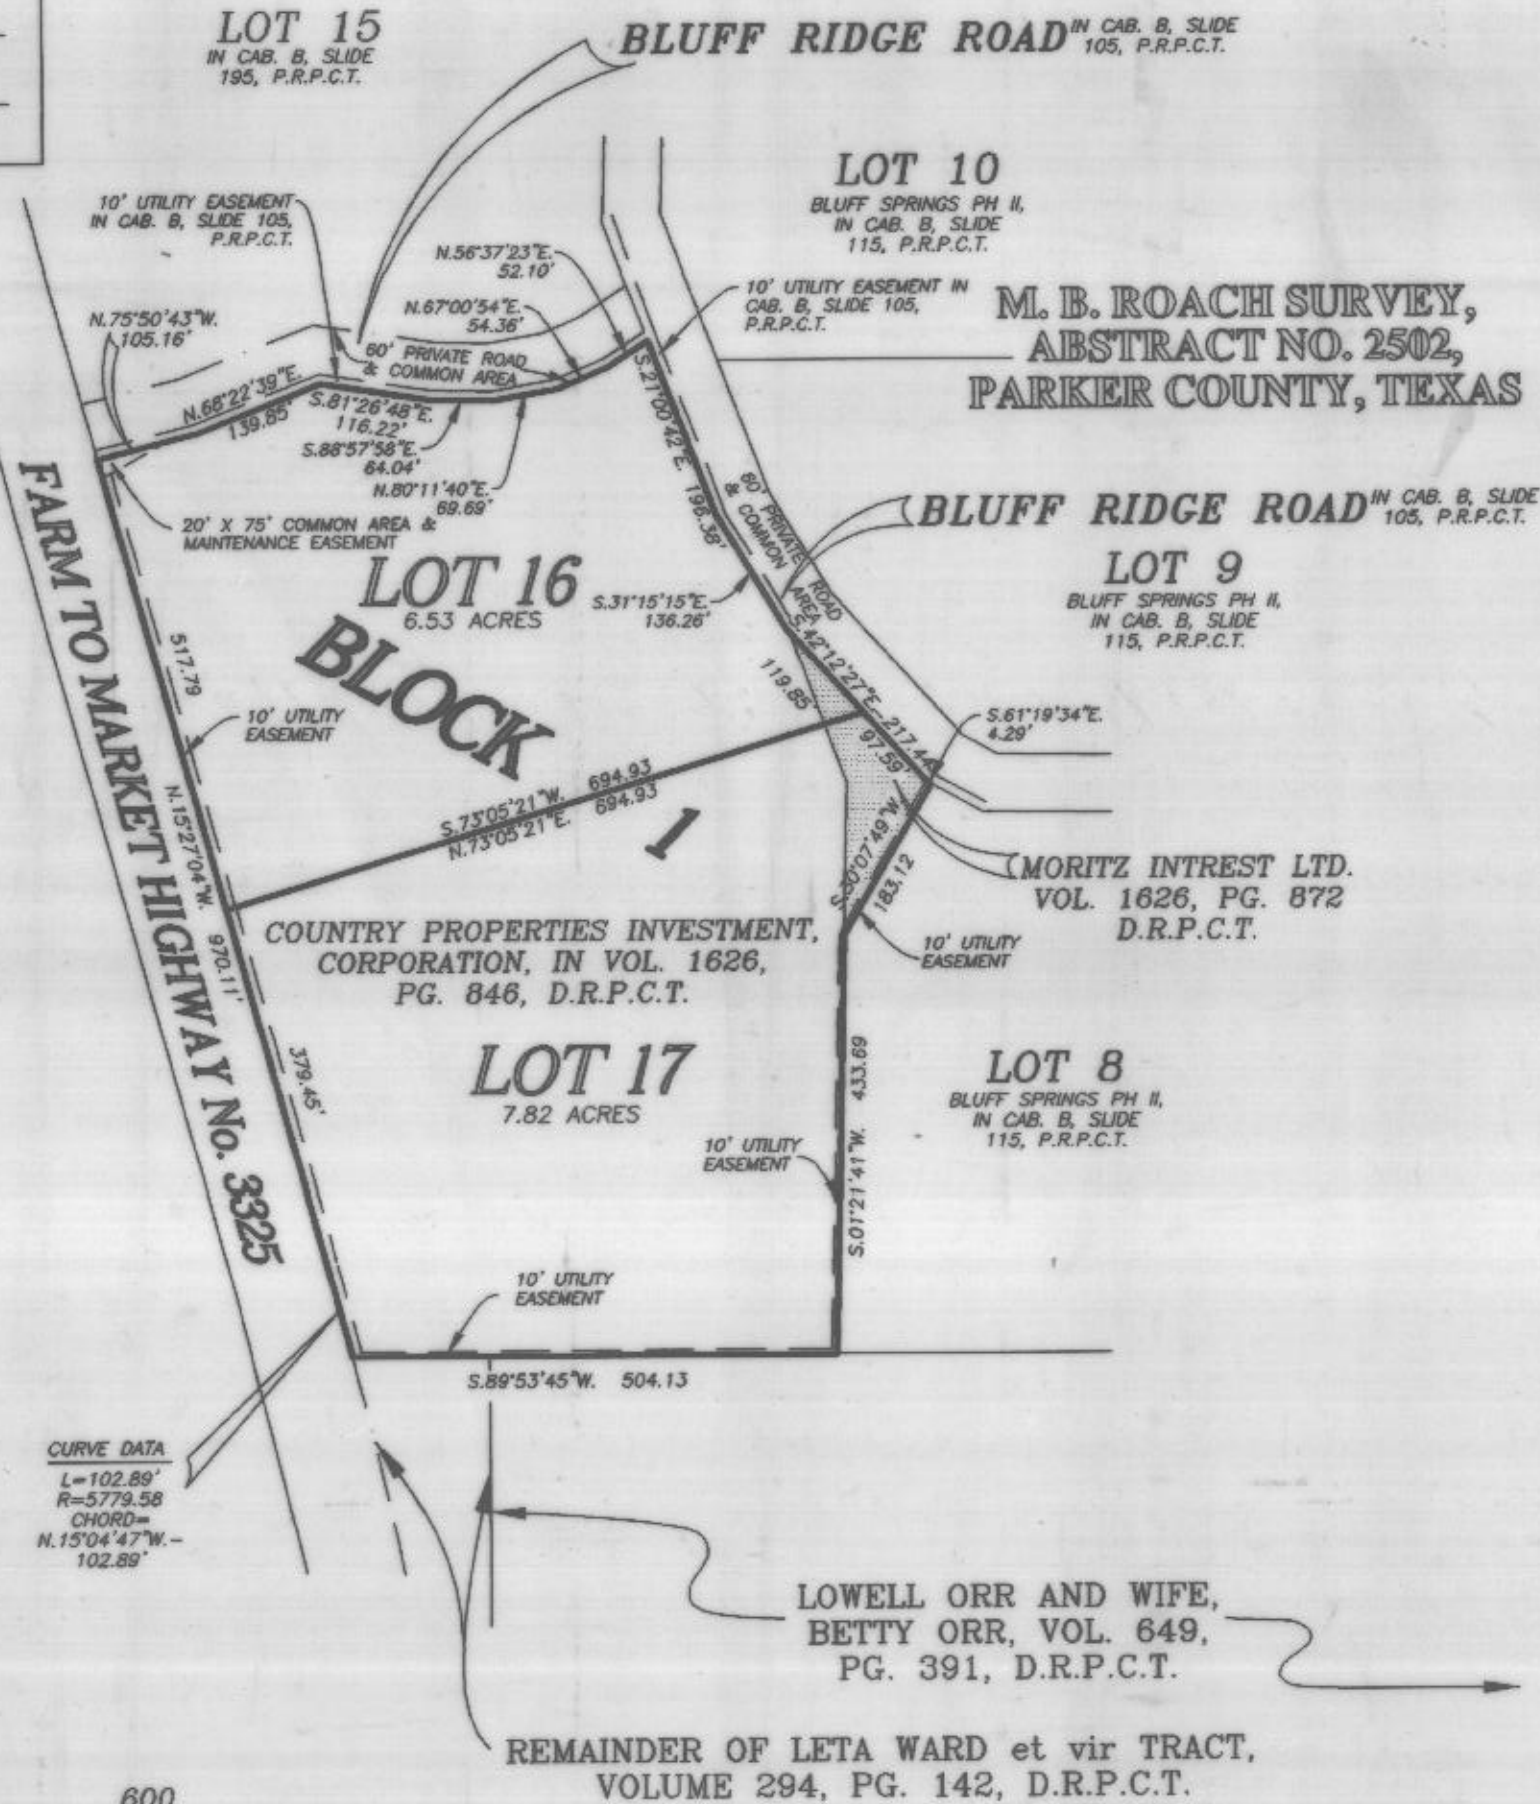 LOT 15
IN CAB. B, SLIDE
195, P.R.P.C.T.
BLUFF RIDGE ROAD IN CAB. B, SLIDE
105, P.R.P.C.T.
LOT 10
BLUFF SPRINGS PH II,
IN CAB. B, SLIDE
115, P.R.P.C.T.
10' UTILITY EASEMENT
IN CAB. B, SLIDE 105,
P.R.P.C.T.
N.56°37'23"E.
52.10'
N.67°00'54"E.
54.36'
10' UTILITY EASEMENT IN
CAB. B, SLIDE 105,
P.R.P.C.T.
M. B. ROACH SURVEY,
ABSTRACT NO. 2502,
PARKER COUNTY, TEXAS
N.75°50'43"W.
105.16'
60' PRIVATE ROAD
& COMMON AREA
N.68°22'39"E.
139.85'
S.81°26'48"E.
116.22'
S.88°57'58"E.
64.04'
N.80°11'40"E.
69.69'
S.21°00'42"E. 196.38'
60' PRIVATE ROAD
& COMMON AREA
20' X 75' COMMON AREA &
MAINTENANCE EASEMENT
BLUFF RIDGE ROAD IN CAB. B, SLIDE
105, P.R.P.C.T.
LOT 9
BLUFF SPRINGS PH II,
IN CAB. B, SLIDE
115, P.R.P.C.T.
LOT 16
6.53 ACRES
S.31°15'15"E.
136.26'
BLOCK
1
FARM TO MARKET HIGHWAY No. 3325
517.79
10' UTILITY
EASEMENT
S.42°12'27"E. 217.44'
119.85'
97.59'
S.61°19'34"E.
4.29'
S.73°05'21"W. 694.93
N.73°05'21"E. 694.93
N.15°27'04"W. 970.11'
S.30°07'49"W.
183.12
MORITZ INTREST LTD.
VOL. 1626, PG. 872
D.R.P.C.T.
10' UTILITY
EASEMENT
COUNTRY PROPERTIES INVESTMENT,
CORPORATION, IN VOL. 1626,
PG. 846, D.R.P.C.T.
LOT 17
7.82 ACRES
379.45'
LOT 8
BLUFF SPRINGS PH II,
IN CAB. B, SLIDE
115, P.R.P.C.T.
10' UTILITY
EASEMENT
S.01°21'41"W. 433.69
10' UTILITY
EASEMENT
S.89°53'45"W. 504.13
CURVE DATA
L=102.89'
R=5779.58
CHORD=
N.15°04'47"W.-
102.89'
LOWELL ORR AND WIFE,
BETTY ORR, VOL. 649,
PG. 391, D.R.P.C.T.
REMAINDER OF LETA WARD et vir TRACT,
VOLUME 294, PG. 142, D.R.P.C.T.
600